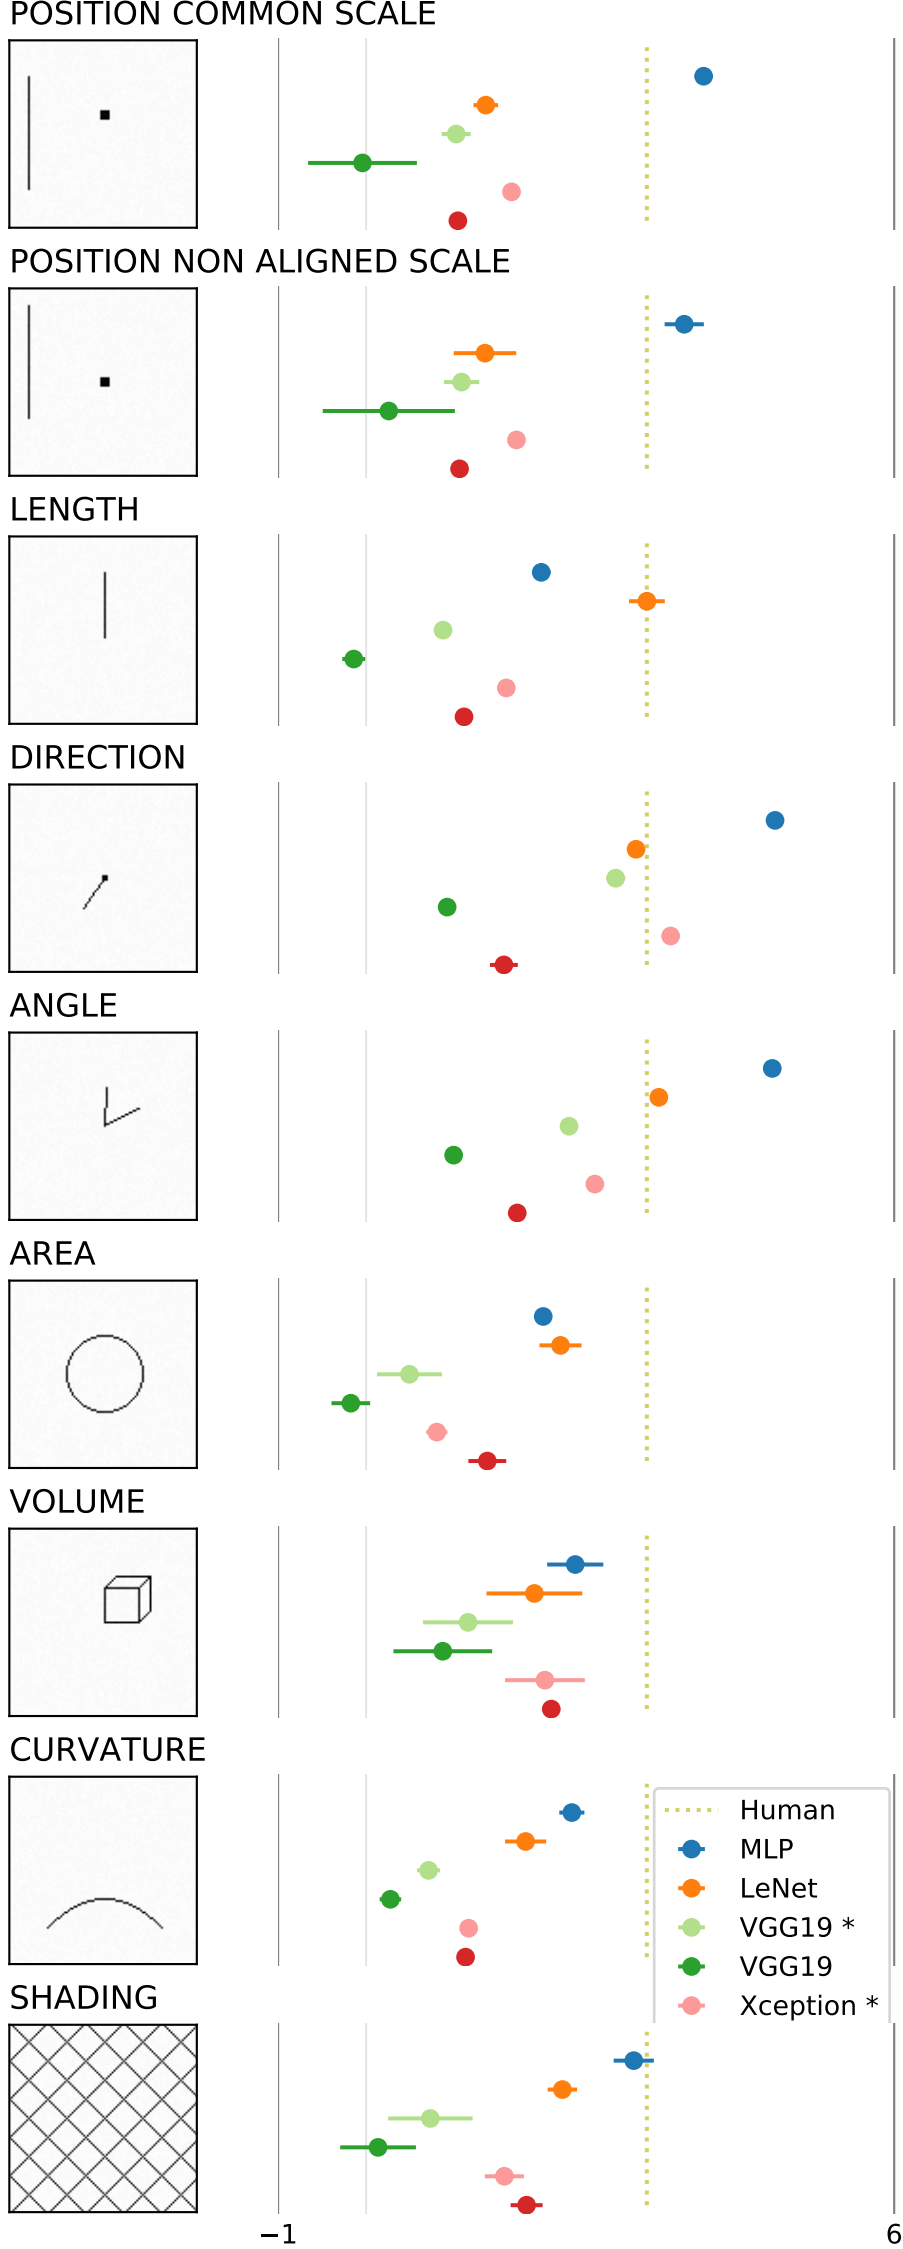 POSITION COMMON SCALE
POSITION NON ALIGNED SCALE
LENGTH
DIRECTION
ANGLE
AREA
VOLUME
CURVATURE
Human
MLP
LeNet
VGG19 *
VGG19
Xception *
SHADING
−1 6